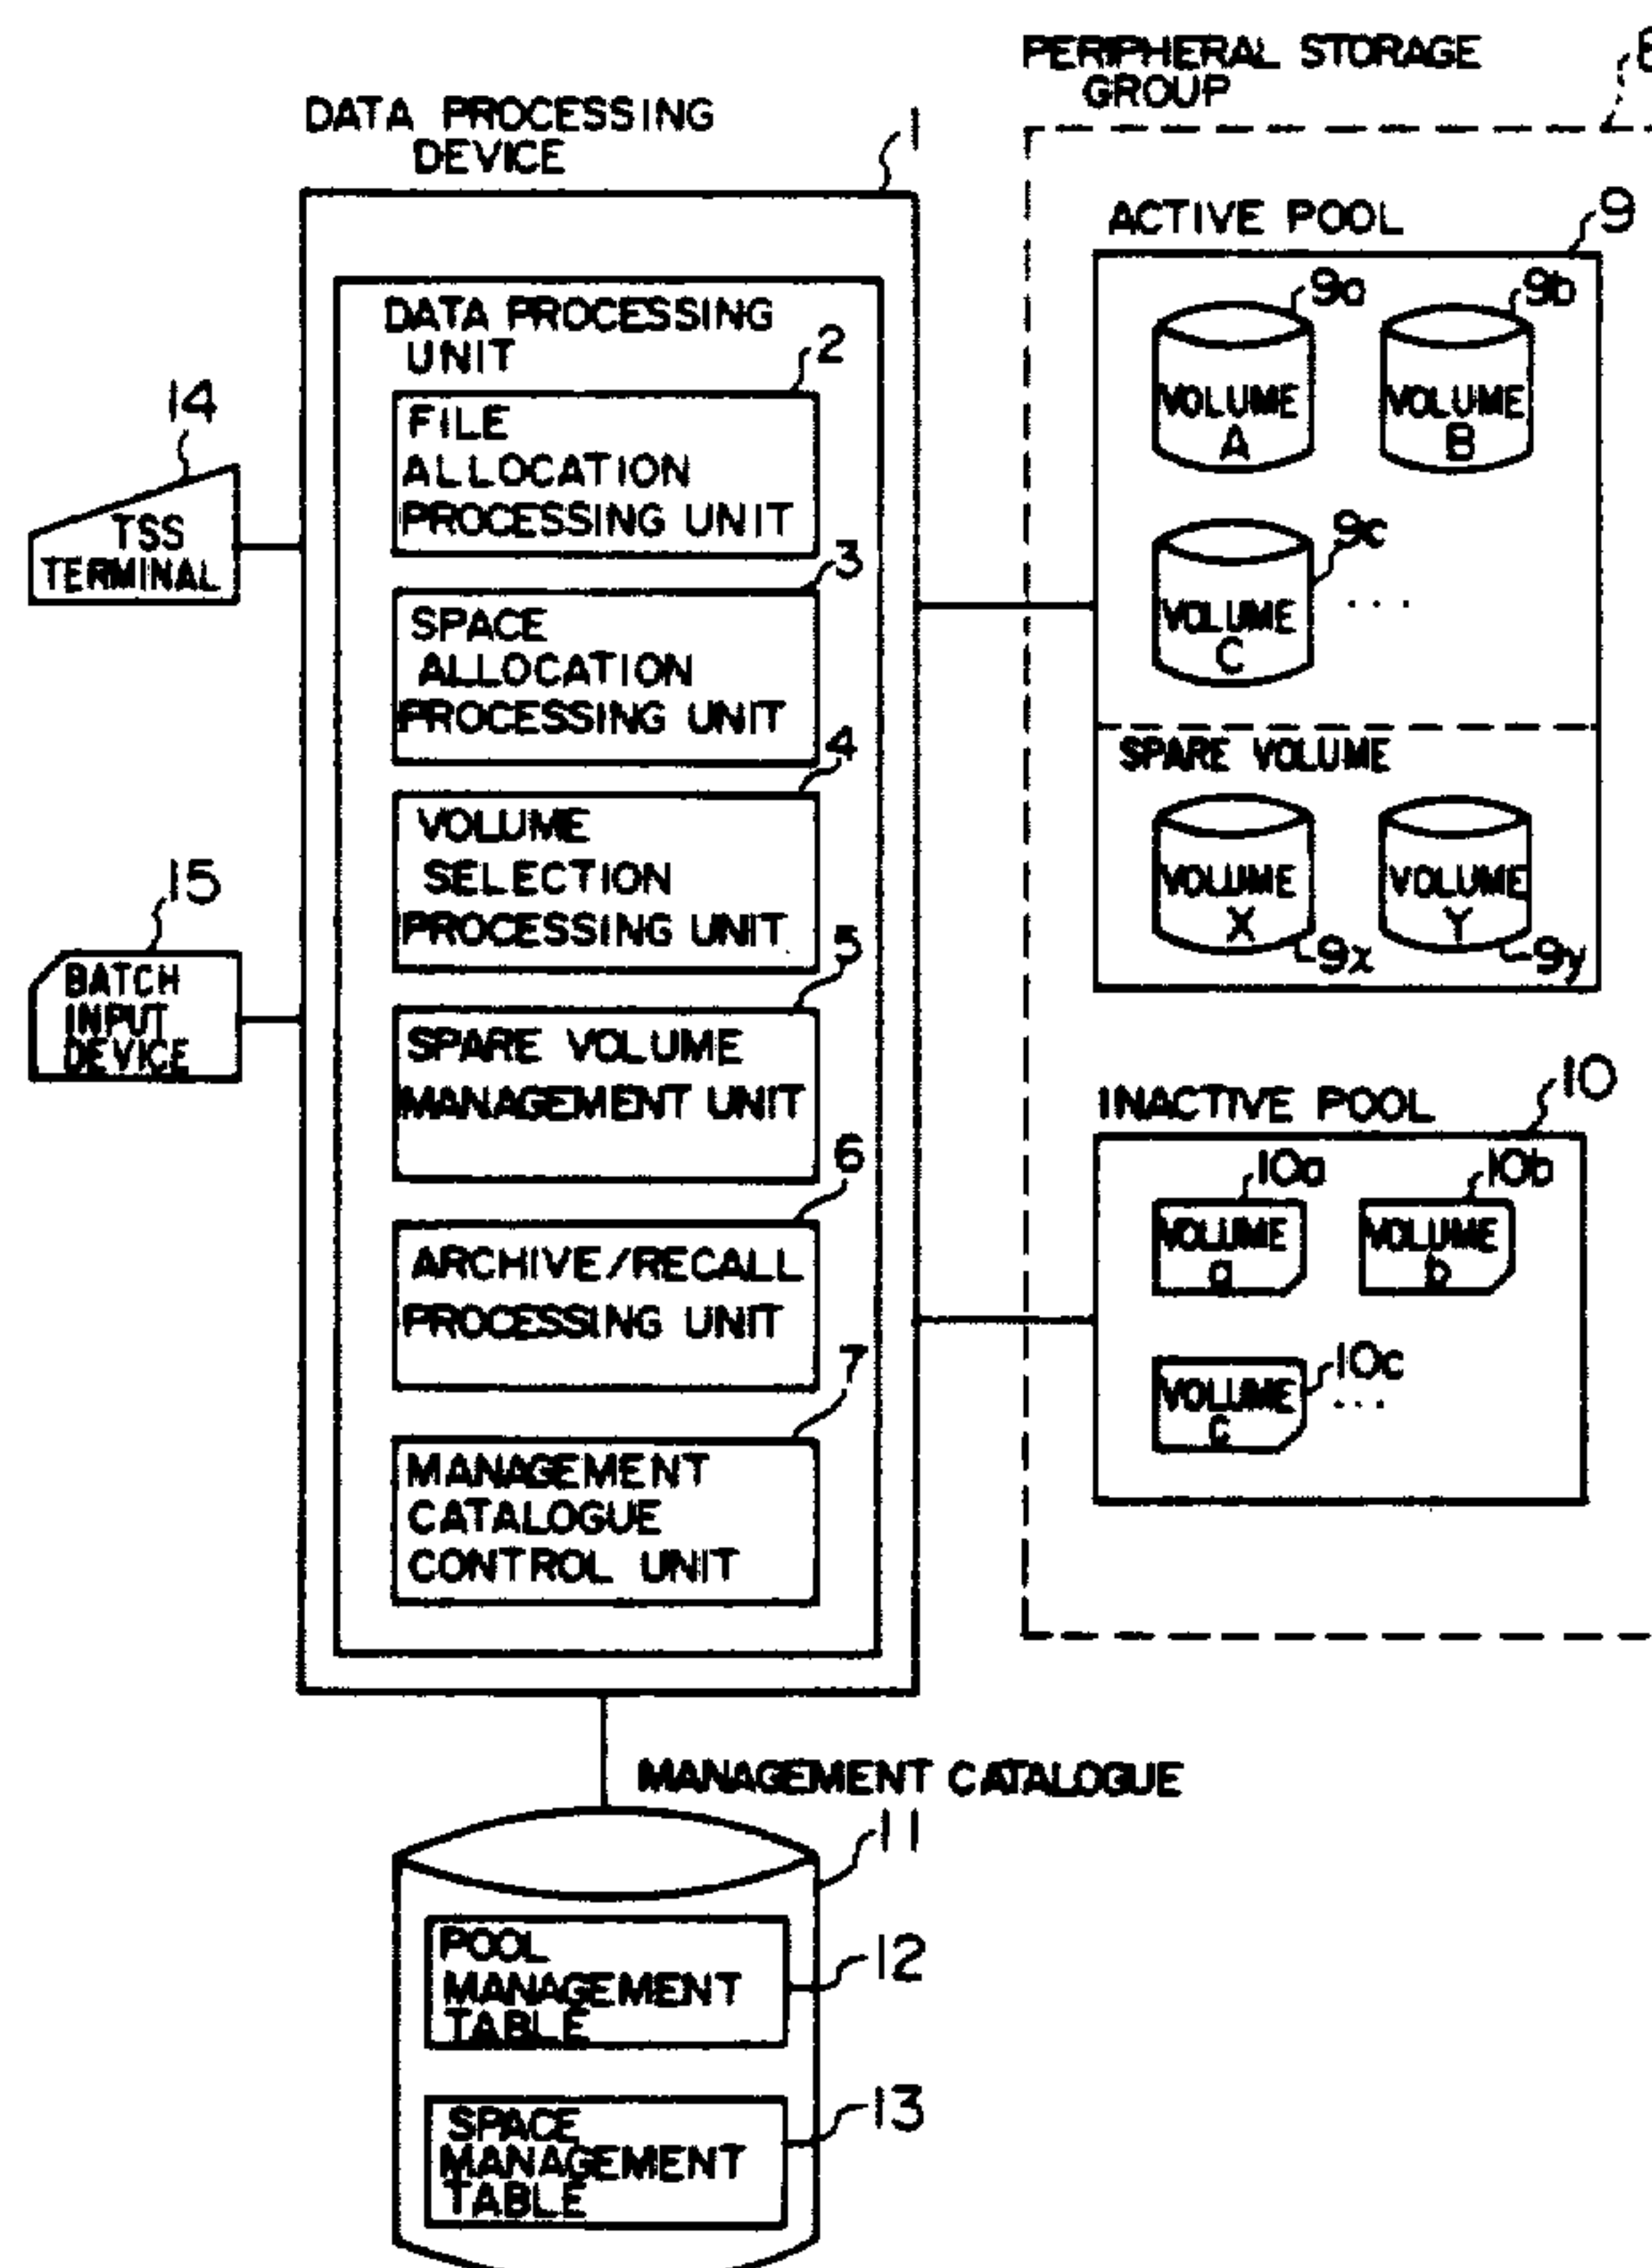 PERIPHERAL STORAGE
GROUP
8
DATA PROCESSING
DEVICE
1
DATA PROCESSING
UNIT
2
FILE
ALLOCATION
PROCESSING UNIT
3
SPACE
ALLOCATION
PROCESSING UNIT
4
VOLUME
SELECTION
PROCESSING UNIT
5
SPARE VOLUME
MANAGEMENT UNIT
6
ARCHIVE/RECALL
PROCESSING UNIT
7
MANAGEMENT
CATALOGUE
CONTROL UNIT
14
TSS
TERMINAL
15
BATCH
INPUT
DEVICE
ACTIVE POOL
9
9a
9b
VOLUME
A
VOLUME
B
9c
VOLUME
C
...
SPARE VOLUME
VOLUME
X
VOLUME
Y
9x
9y
INACTIVE POOL
10
10a
10b
VOLUME
a
VOLUME
b
10c
VOLUME
c
...
MANAGEMENT CATALOGUE
11
POOL
MANAGEMENT
TABLE
12
SPACE
MANAGEMENT
TABLE
13